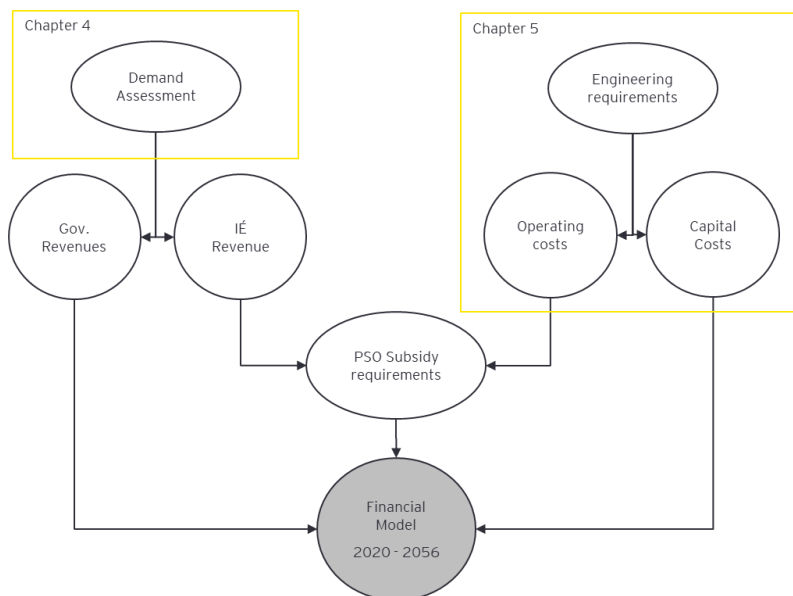 Chapter 4
Demand
Assessment
Chapter 5
Engineering
requirements
Gov.
Revenues
IÉ
Revenue
Operating
costs
Capital
Costs
PSO Subsidy
requirements
Financial
Model
2020 - 2056